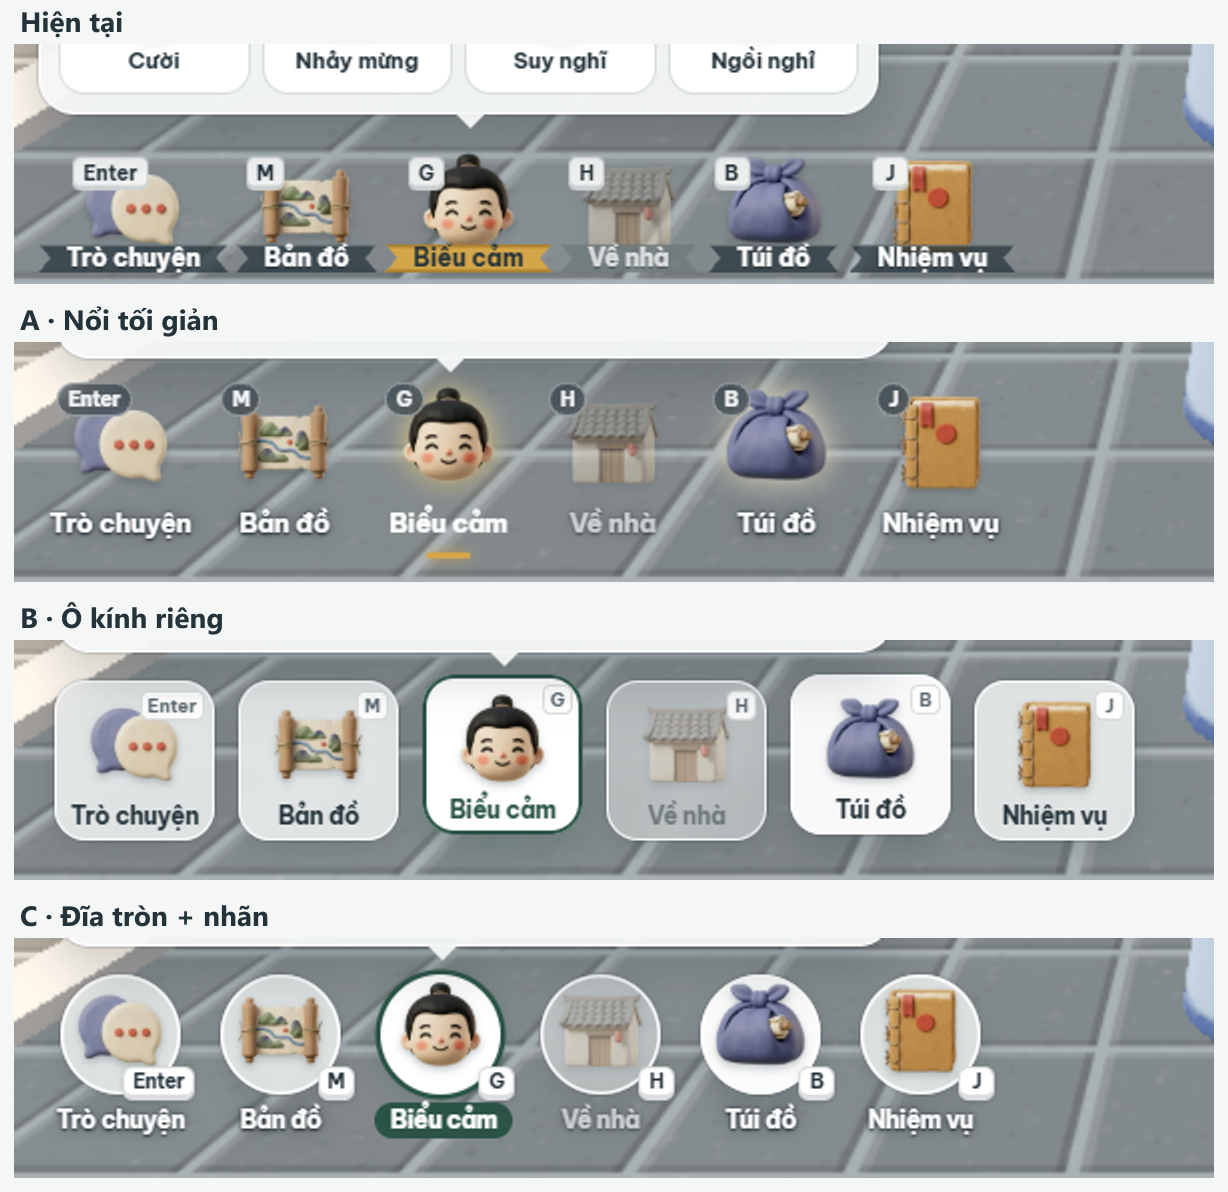 Hiện tại
Cười Nhảy mừng Suy nghĩ Ngồi nghỉ
Enter M G H B J
Trò chuyện Bản đồ Biểu cảm Về nhà Túi đồ Nhiệm vụ
A · Nổi tối giản
Enter M G H B J
Trò chuyện Bản đồ Biểu cảm Về nhà Túi đồ Nhiệm vụ
B · Ô kính riêng
Enter M G H B J
Trò chuyện Bản đồ Biểu cảm Về nhà Túi đồ Nhiệm vụ
C · Đĩa tròn + nhãn
Enter M G H B J
Trò chuyện Bản đồ Biểu cảm Về nhà Túi đồ Nhiệm vụ